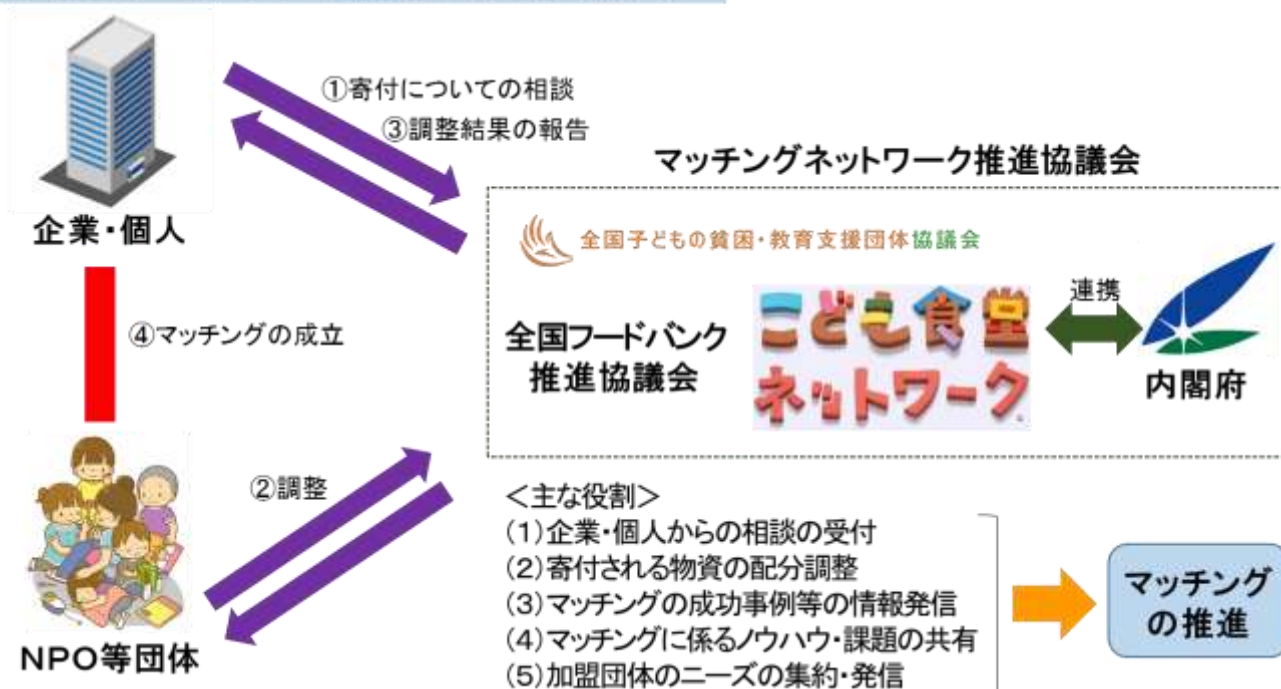 ①寄付についての相談
③調整結果の報告
企業・個人
マッチングネットワーク推進協議会
全国子どもの貧困・教育支援団体協議会
全国フードバンク
推進協議会
こども食堂
ネットワーク
連携
内閣府
④マッチングの成立
②調整
NPO等団体
<主な役割>
(1)企業・個人からの相談の受付
(2)寄付される物資の配分調整
(3)マッチングの成功事例等の情報発信
(4)マッチングに係るノウハウ・課題の共有
(5)加盟団体のニーズの集約・発信
マッチング
の推進